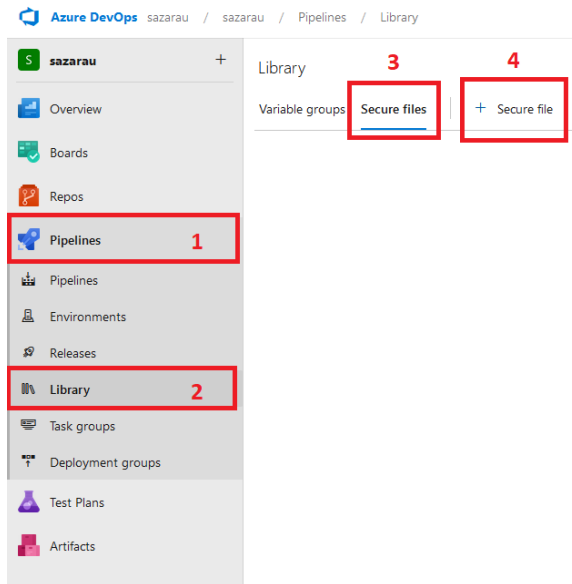 Azure DevOps sazarau / sazarau / Pipelines / Library
S sazarau +
Overview
Boards
Repos
Pipelines 1
Pipelines
Environments
Releases
Library 2
Task groups
Deployment groups
Test Plans
Artifacts
Library 3 4
Variable groups Secure files + Secure file